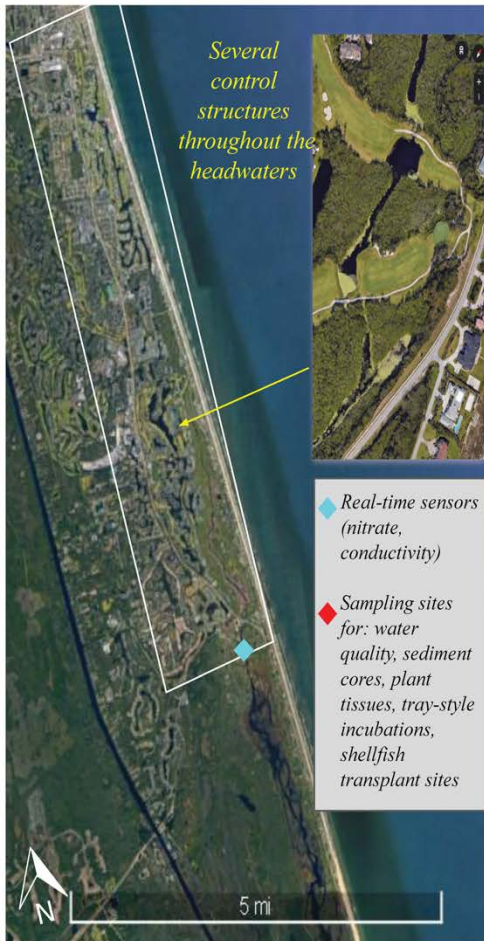 Several
control
structures
throughout the
headwaters
Real-time sensors
(nitrate,
conductivity)
Sampling sites
for: water
quality, sediment
cores, plant
tissues, tray-style
incubations,
shellfish
transplant sites
N
5 mi